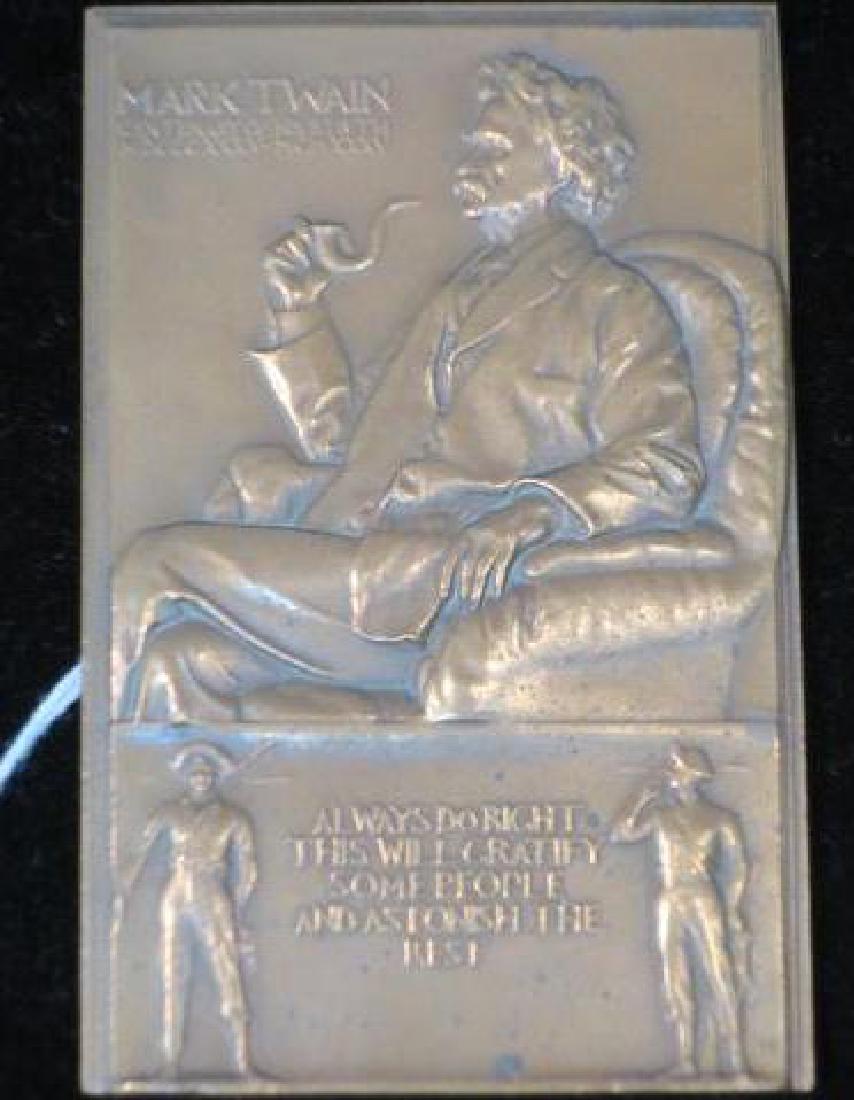 MARK TWAIN
ALWAYS DO RIGHT
THIS WILL GRATIFY
SOME PEOPLE
AND ASTONISH THE
REST